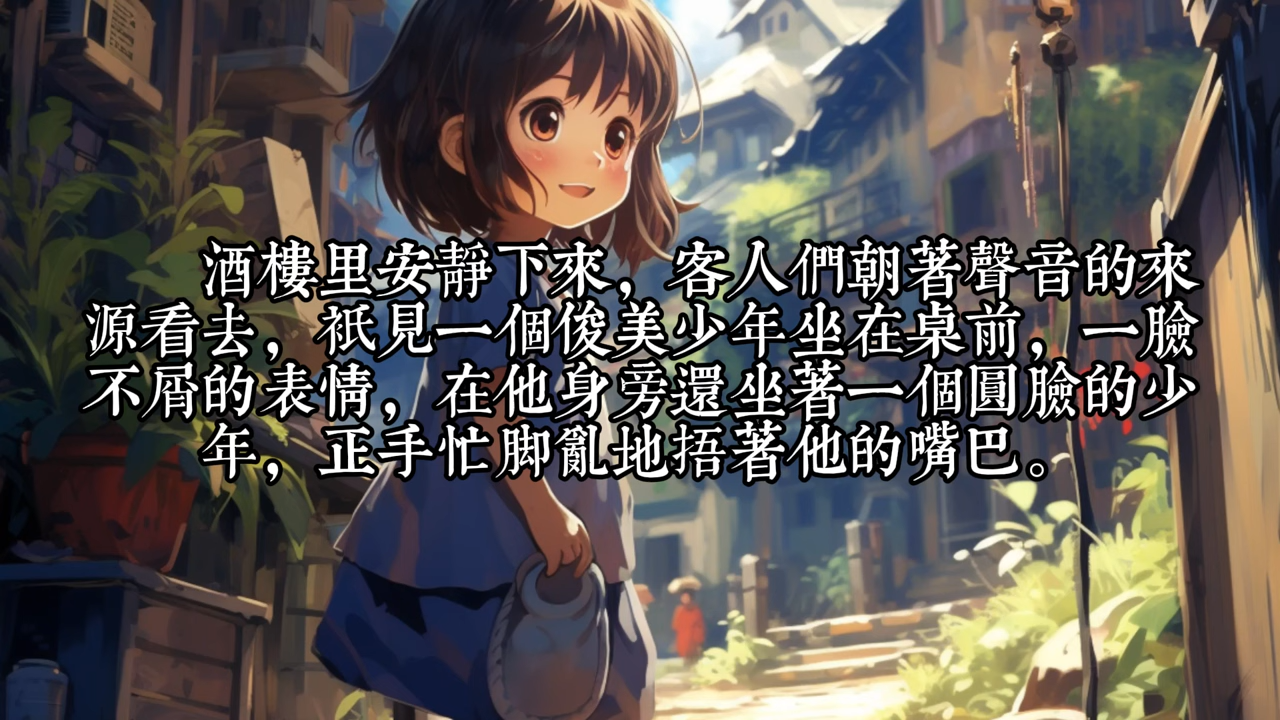 酒樓里安靜下來，客人們朝著聲音的來
源看去，祇見一個俊美少年坐在桌前，一臉
不屑的表情，在他身旁還坐著一個圓臉的少
年，正手忙脚亂地捂著他的嘴巴。